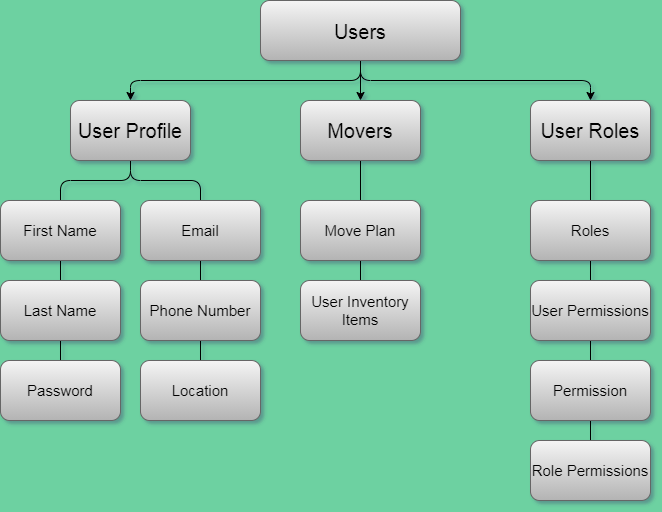 Users
User Profile
Movers
User Roles
First Name
Email
Move Plan
Roles
Last Name
Phone Number
User Inventory
Items
User Permissions
Password
Location
Permission
Role Permissions